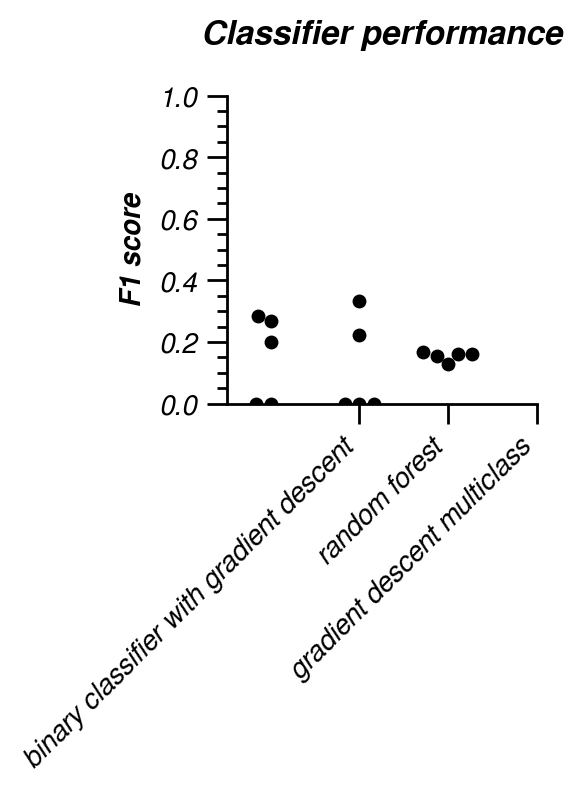 Classifier performance
1.0
0.8
0.6
0.4
0.2
0.0
F1 score
binary classifier with gradient descent
random forest
gradient descent multiclass